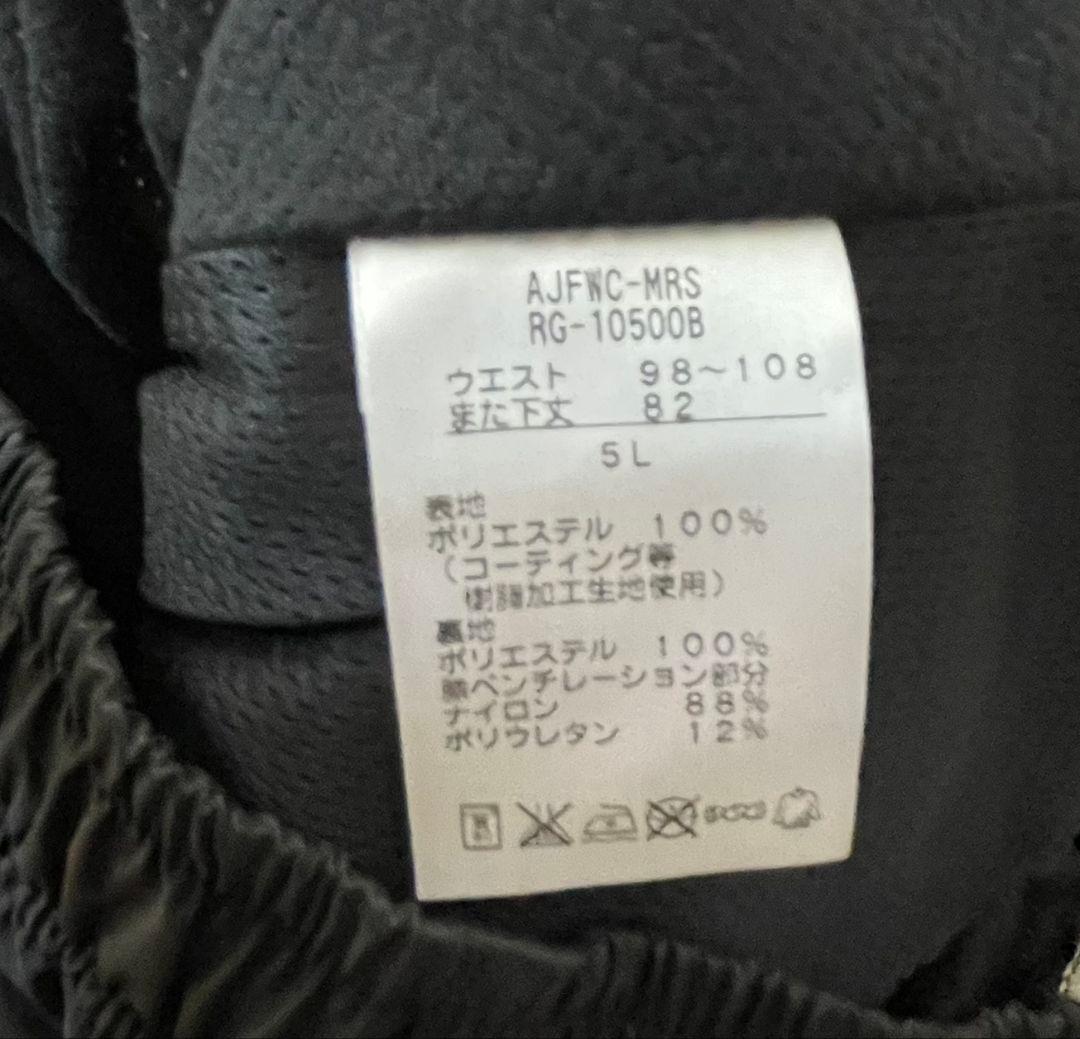 AJFWC-MRS
RG-10500B
ウエスト 98~108
また下丈 82
5L
表地
ポリエステル 100%
(コーティング等
樹脂加工生地使用)
裏地
ポリエステル 100%
膝ベンチレーション部分
ナイロン 88%
ポリウレタン 12%